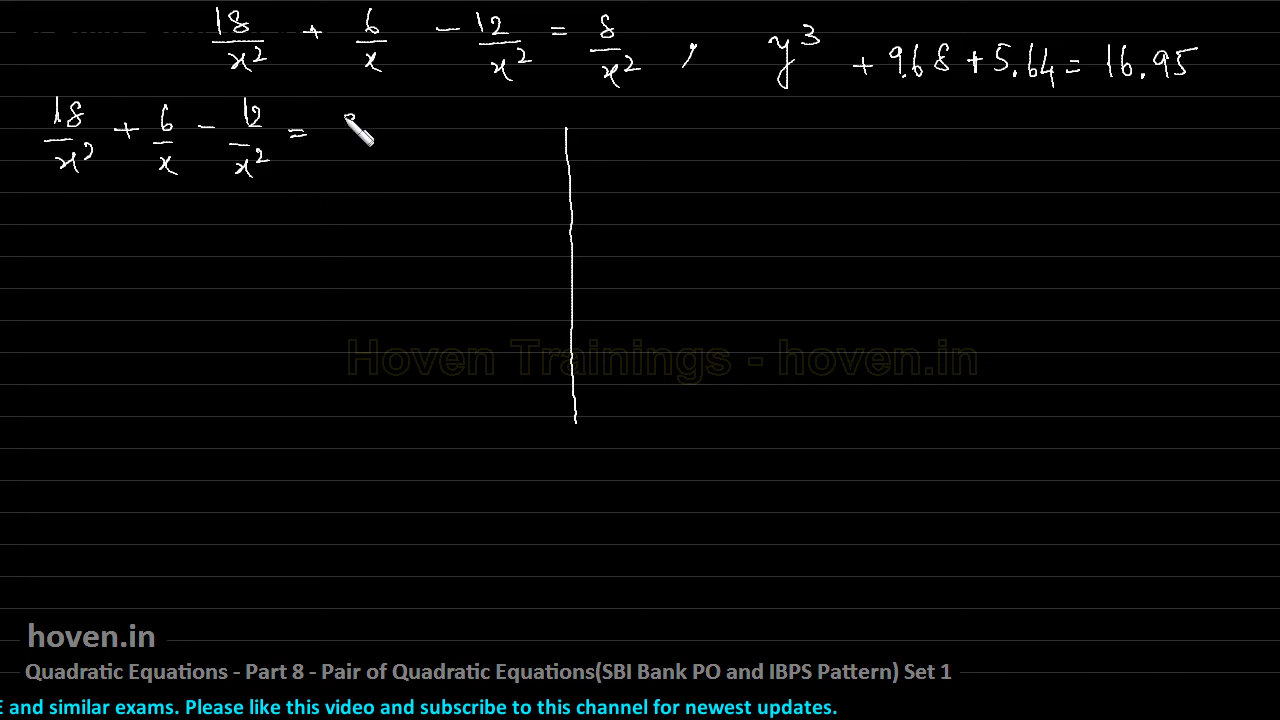 18/x² + 6/x - 12/x² = 8/x² , y³ + 9.68 + 5.64 = 16.95
18/x² + 6/x - 12/x² =
Hoven Trainings - hoven.in
hoven.in
Quadratic Equations - Part 8 - Pair of Quadratic Equations(SBI Bank PO and IBPS Pattern) Set 1
E and similar exams. Please like this video and subscribe to this channel for newest updates.